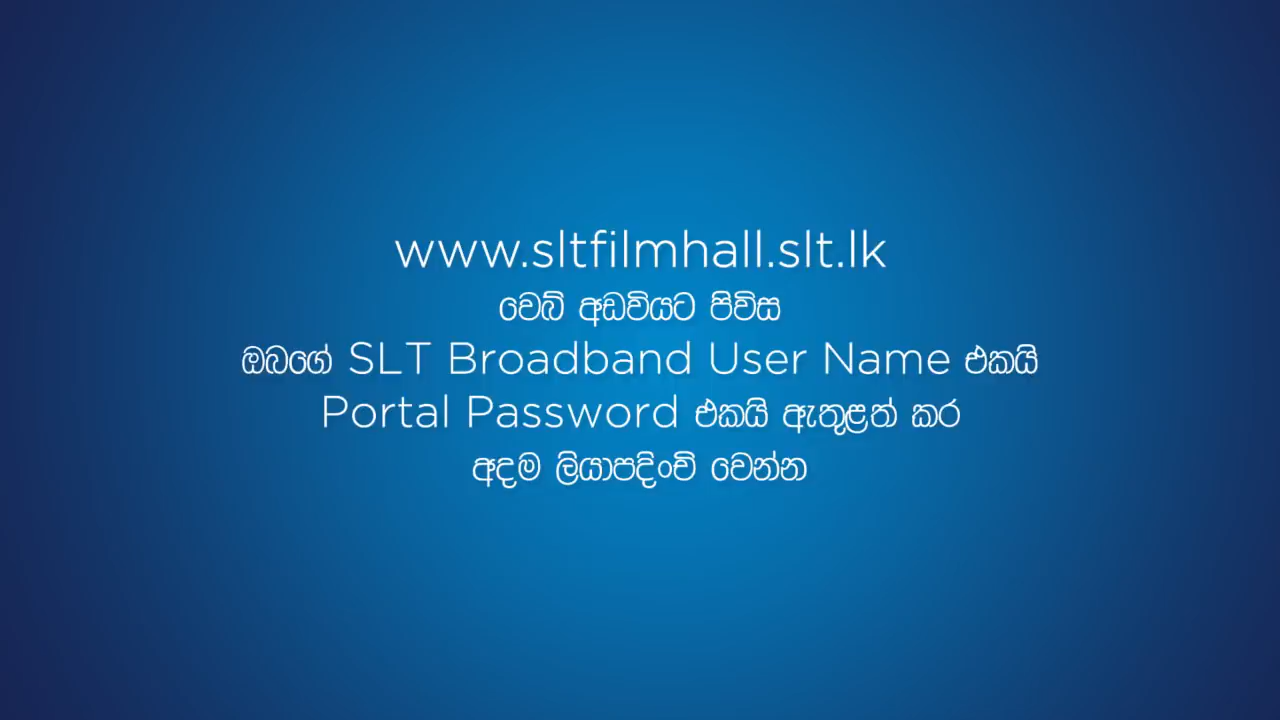 www.sltfilmhall.slt.lk
වෙබ් අඩවියට පිවිස
ඔබගේ SLT Broadband User Name එකයි
Portal Password එකයි ඇතුළත් කර
අදම ලියාපදිංචි වෙන්න